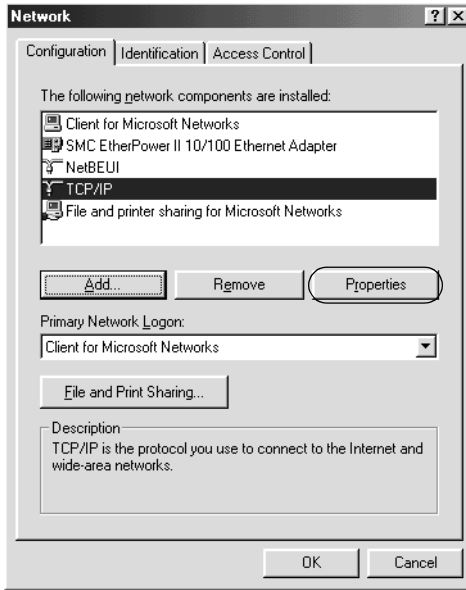 Network
Configuration Identification Access Control
The following network components are installed:
Client for Microsoft Networks
SMC EtherPower II 10/100 Ethernet Adapter
NetBEUI
TCP/IP
File and printer sharing for Microsoft Networks
Add... Remove Properties
Primary Network Logon:
Client for Microsoft Networks
File and Print Sharing...
Description
TCP/IP is the protocol you use to connect to the Internet and
wide-area networks.
OK Cancel